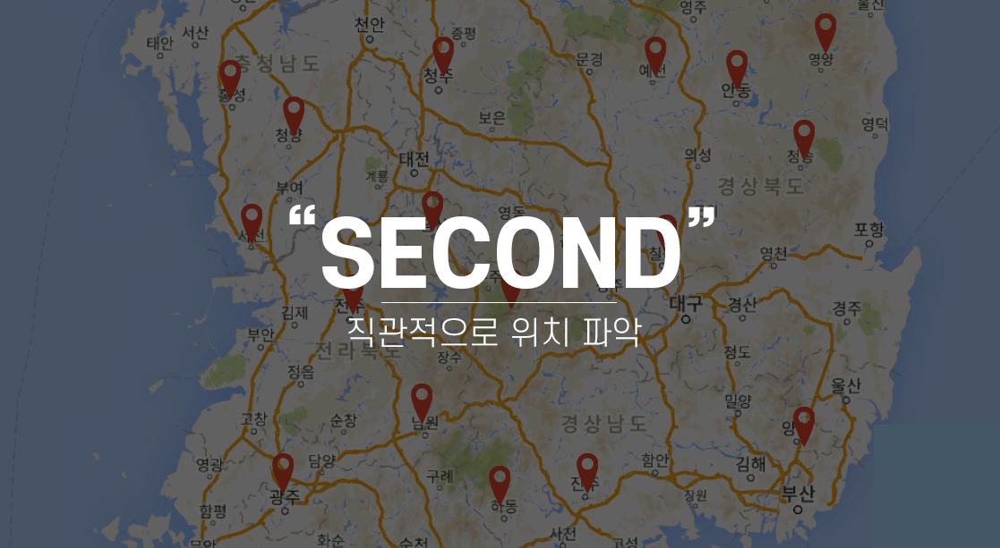 울진
영주
천안
서산
증평
태안
문경
영양
충청남도
예천
청주
안동
홍성
보은
영덕
청양
의성
청송
대전
계룡
부여
경상북도
영동
“SECOND”
포항
서천
영천
대구
경산
김제
전주
경주
직관적으로 위치 파악
부안
전라북도
청도
장수
정읍
울산
밀양
고창
순창
남원
경상남도
영광
담양
함안
김해
구례
진주
부산
광주
창원
하동
함평
사천
화순
순천
고성
무안